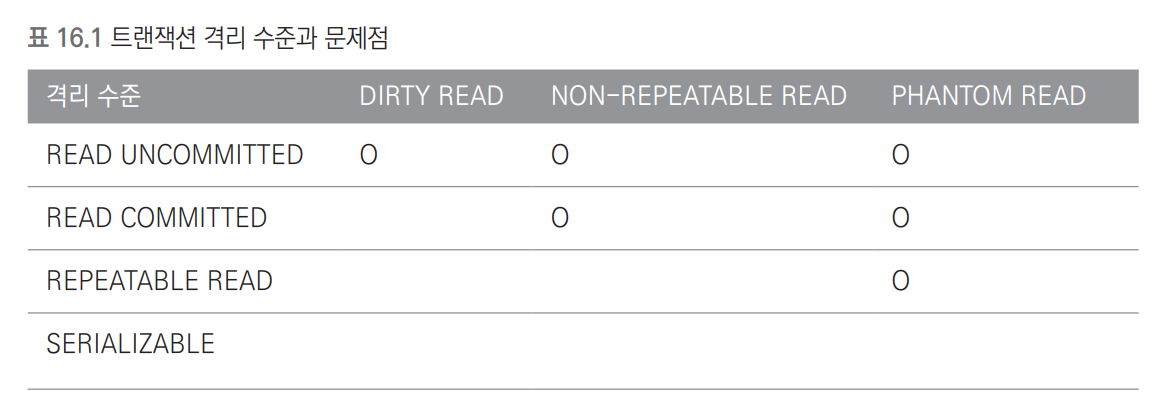 표 16.1 트랜잭션 격리 수준과 문제점
격리 수준 DIRTY READ NON-REPEATABLE READ PHANTOM READ
READ UNCOMMITTED O O O
READ COMMITTED O O
REPEATABLE READ O
SERIALIZABLE